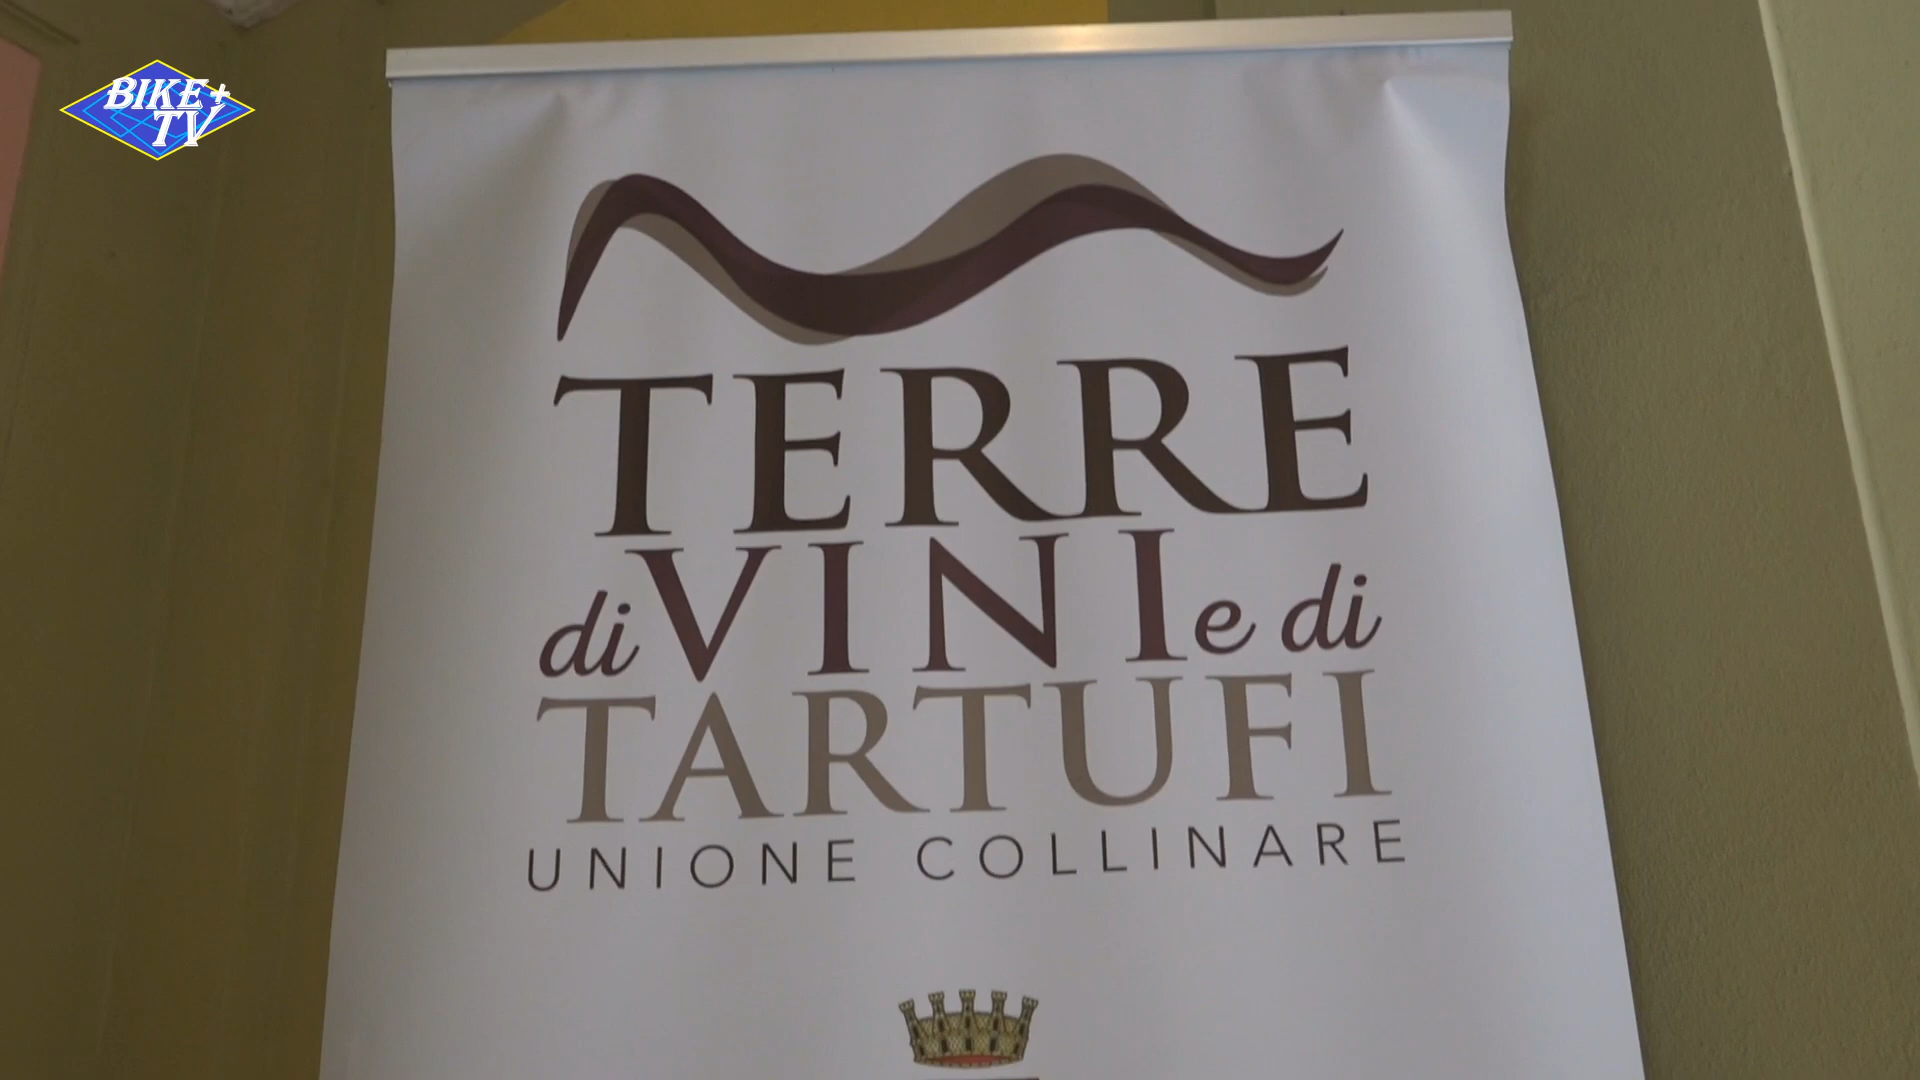 BIKE+
TV
TERRE
di VINI e di
TARTUFI
UNIONE COLLINARE